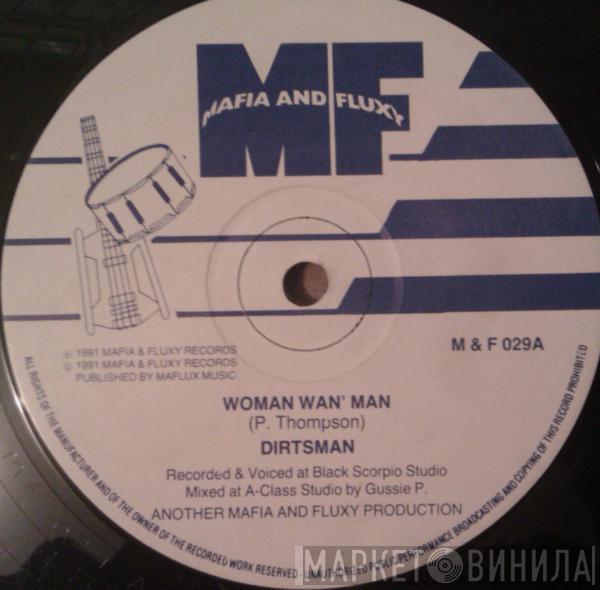 MF
MAFIA AND FLUXY
M & F 029A
℗ 1991 MAFIA & FLUXY RECORDS
© 1991 MAFIA & FLUXY RECORDS
PUBLISHED BY MAFLUX MUSIC
WOMAN WAN' MAN
(P. Thompson)
DIRTSMAN
Recorded & Voiced at Black Scorpio Studio
Mixed at A-Class Studio by Gussie P.
ANOTHER MAFIA AND FLUXY PRODUCTION
ALL RIGHTS OF THE MANUFACTURER AND OF THE OWNER OF THE RECORDED WORK RESERVED - UNAUTHORIZED PUBLIC PERFORMANCE BROADCASTING AND COPYING OF THIS RECORD PROHIBITED
МАРКЕТ ВИНИЛА